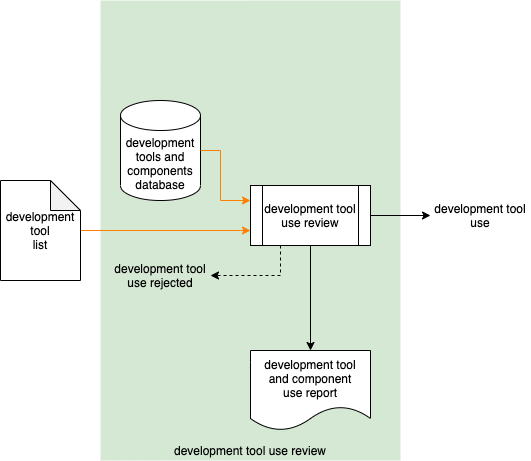 development
tools and
components
database
development
tool
list
development tool
use review
development tool
use
development tool
use rejected
development tool
and component
use report
development tool use review